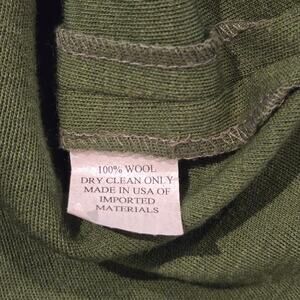 100% WOOL
DRY CLEAN ONLY
MADE IN USA OF
IMPORTED
MATERIALS